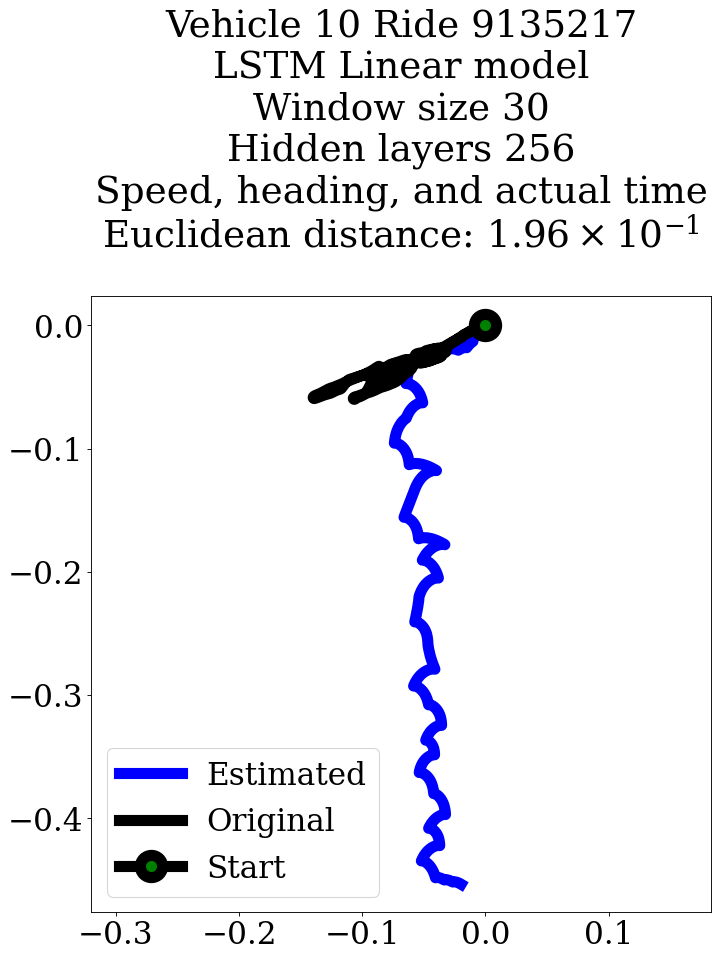 Vehicle 10 Ride 9135217
LSTM Linear model
Window size 30
Hidden layers 256
Speed, heading, and actual time
Euclidean distance: 1.96 × 10⁻¹
0.0
−0.1
−0.2
−0.3
−0.4
Estimated
Original
Start
−0.3 −0.2 −0.1 0.0 0.1